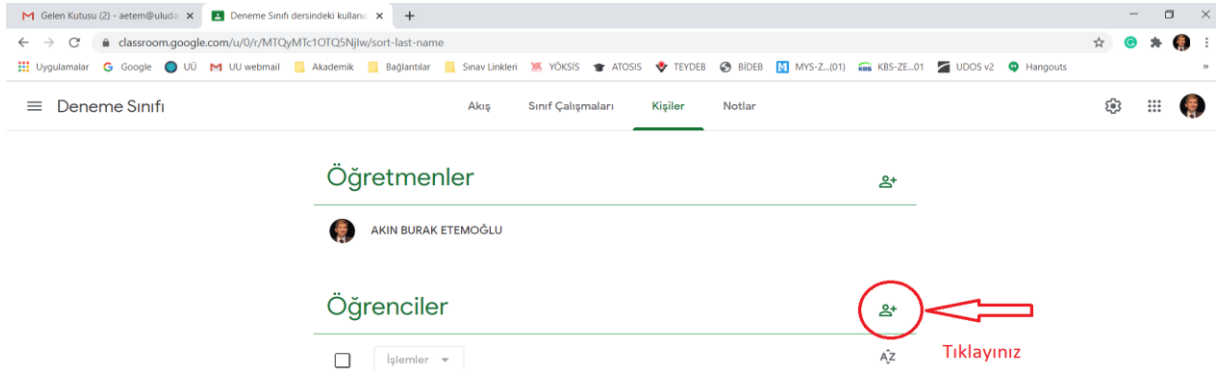 Gelen Kutusu (2) - aetem@uluda
Deneme Sınıfı dersindeki kullanıc
classroom.google.com/u/0/r/MTQyMTc1OTQ5NjIw/sort-last-name
Uygulamalar Google UÜ UU webmail Akademik Bağlantılar Sınav Linkleri YÖKSİS ATOSIS TEYDEB BİDEB MYS-Z...(01) KBS-ZE...01 UDOS v2 Hangouts
Deneme Sınıfı Akış Sınıf Çalışmaları Kişiler Notlar
Öğretmenler
AKIN BURAK ETEMOĞLU
Öğrenciler
İşlemler AZ
Tıklayınız